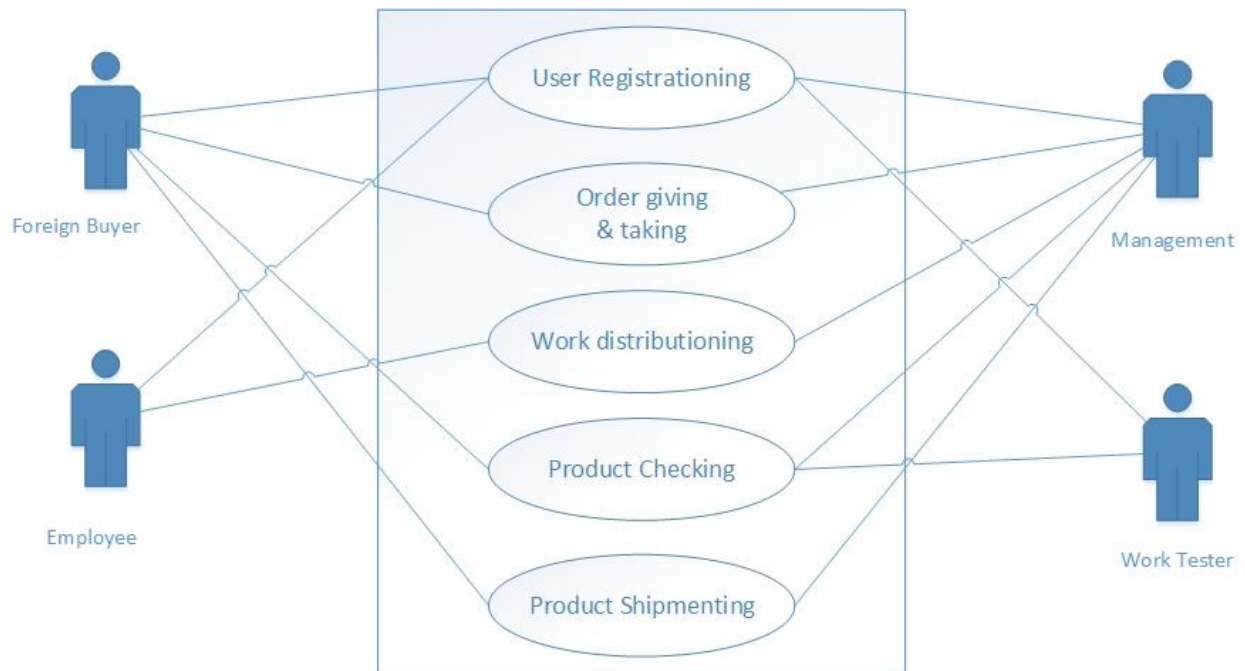 User Registrationing
Order giving
& taking
Foreign Buyer
Management
Work distributioning
Product Checking
Employee
Work Tester
Product Shipmenting